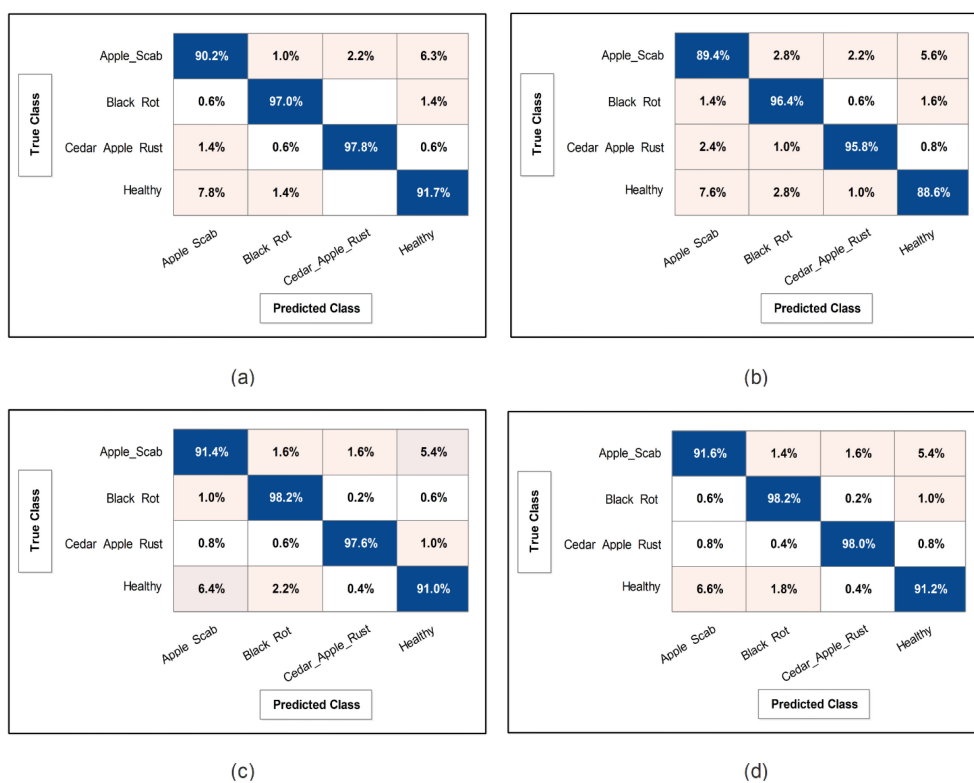 Apple_Scab 90.2% 1.0% 2.2% 6.3%
Black Rot 0.6% 97.0% 1.4%
Cedar Apple Rust 1.4% 0.6% 97.8% 0.6%
Healthy 7.8% 1.4% 91.7%
True Class
Apple Scab Black Rot Cedar_Apple_Rust Healthy
Predicted Class
(a)
Apple_Scab 89.4% 2.8% 2.2% 5.6%
Black Rot 1.4% 96.4% 0.6% 1.6%
Cedar Apple Rust 2.4% 1.0% 95.8% 0.8%
Healthy 7.6% 2.8% 1.0% 88.6%
True Class
Apple Scab Black Rot Cedar_Apple_Rust Healthy
Predicted Class
(b)
Apple_Scab 91.4% 1.6% 1.6% 5.4%
Black Rot 1.0% 98.2% 0.2% 0.6%
Cedar Apple Rust 0.8% 0.6% 97.6% 1.0%
Healthy 6.4% 2.2% 0.4% 91.0%
True Class
Apple Scab Black Rot Cedar_Apple_Rust Healthy
Predicted Class
(c)
Apple_Scab 91.6% 1.4% 1.6% 5.4%
Black Rot 0.6% 98.2% 0.2% 1.0%
Cedar Apple Rust 0.8% 0.4% 98.0% 0.8%
Healthy 6.6% 1.8% 0.4% 91.2%
True Class
Apple Scab Black Rot Cedar_Apple_Rust Healthy
Predicted Class
(d)